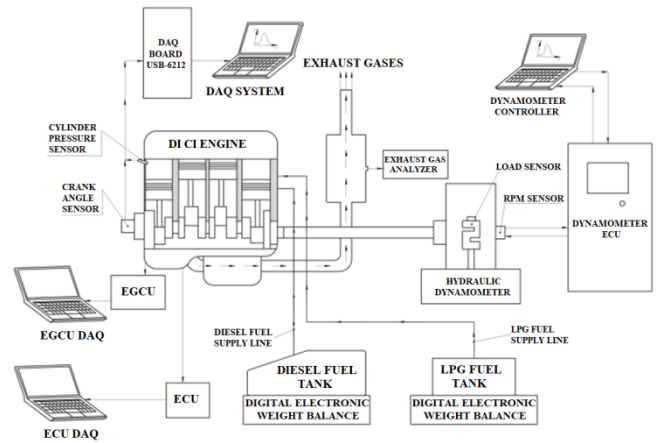 DAQ
BOARD
USB-6212
DAQ SYSTEM
EXHAUST GASES
DYNAMOMETER
CONTROLLER
CYLINDER
PRESSURE
SENSOR
DI CI ENGINE
EXHAUST GAS
ANALYZER
LOAD SENSOR
CRANK
ANGLE
SENSOR
RPM SENSOR
DYNAMOMETER
ECU
HYDRAULIC
DYNAMOMETER
EGCU
EGCU DAQ
DIESEL FUEL
SUPPLY LINE
LPG FUEL
SUPPLY LINE
DIESEL FUEL
TANK
DIGITAL ELECTRONIC
WEIGHT BALANCE
LPG FUEL
TANK
DIGITAL ELECTRONIC
WEIGHT BALANCE
ECU
ECU DAQ